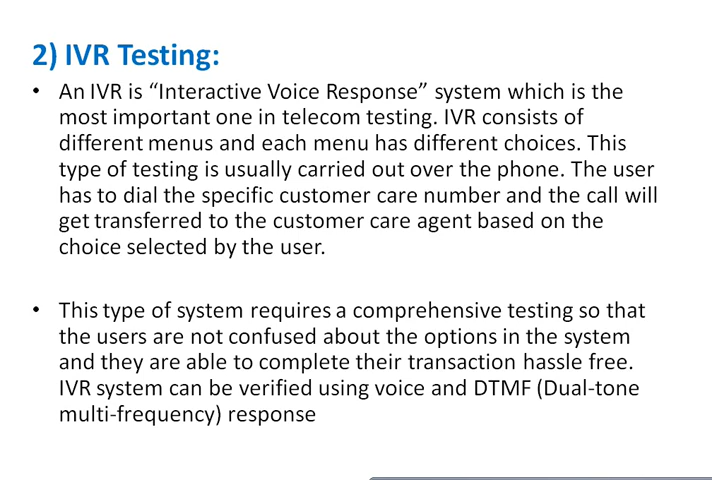 2) IVR Testing:
• An IVR is “Interactive Voice Response” system which is the
most important one in telecom testing. IVR consists of
different menus and each menu has different choices. This
type of testing is usually carried out over the phone. The user
has to dial the specific customer care number and the call will
get transferred to the customer care agent based on the
choice selected by the user.
• This type of system requires a comprehensive testing so that
the users are not confused about the options in the system
and they are able to complete their transaction hassle free.
IVR system can be verified using voice and DTMF (Dual-tone
multi-frequency) response